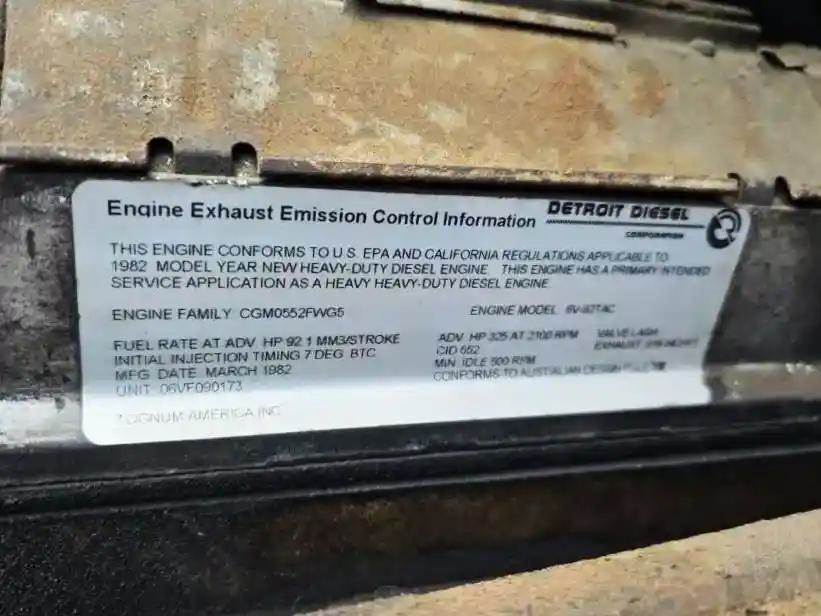 Engine Exhaust Emission Control Information
DETROIT DIESEL
CORPORATION
THIS ENGINE CONFORMS TO U.S. EPA AND CALIFORNIA REGULATIONS APPLICABLE TO
1982 MODEL YEAR NEW HEAVY-DUTY DIESEL ENGINE THIS ENGINE HAS A PRIMARY INTENDED
SERVICE APPLICATION AS A HEAVY HEAVY-DUTY DIESEL ENGINE
ENGINE FAMILY CGM0552FWG5
ENGINE MODEL 6V-92TAC
FUEL RATE AT ADV HP 92.1 MM3/STROKE
INITIAL INJECTION TIMING 7 DEG BTC
MFG DATE MARCH 1982
UNIT 06VF090173
ADV HP 325 AT 2100 RPM
CID 552
MIN IDLE 500 RPM
CONFORMS TO AUSTRALIAN DESIGN
VALVE LASH
EXHAUST
TOGNUM AMERICA INC